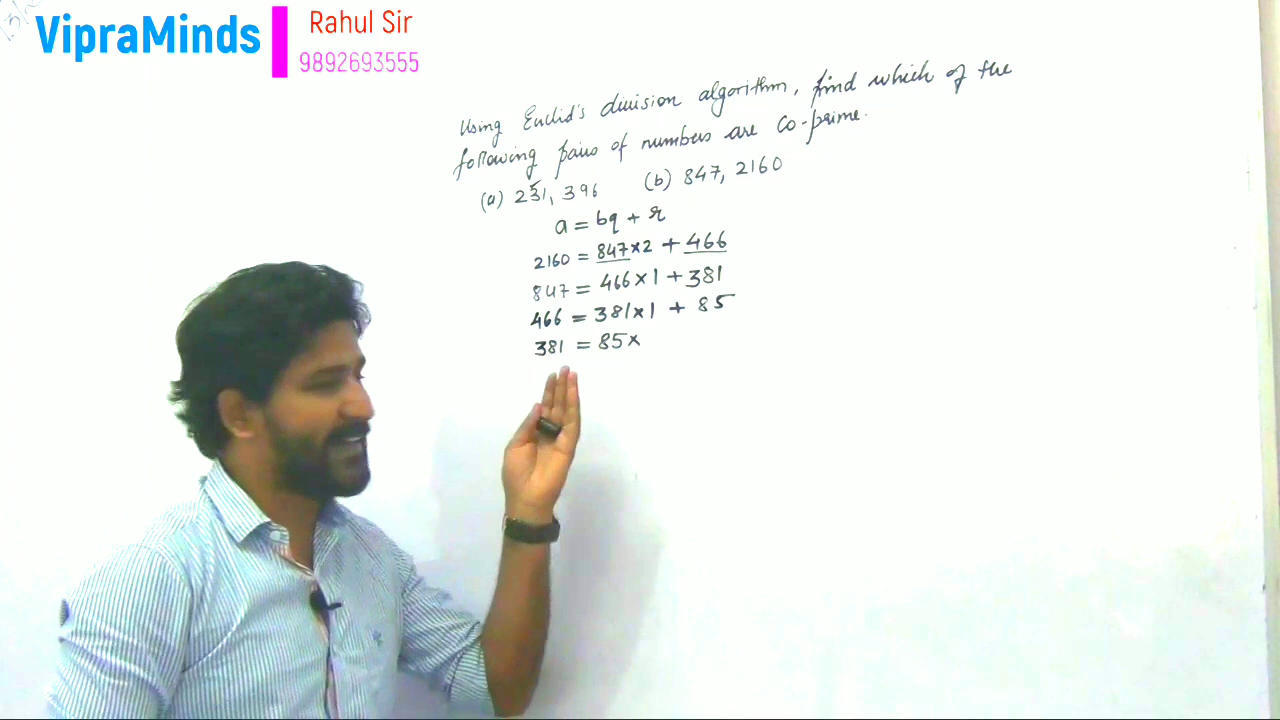 VipraMinds
Rahul Sir
9892693555
Using Euclid's division algorithm, find which of the
following pairs of numbers are co-prime.
(a) 231, 396 (b) 847, 2160
a = bq + r
2160 = 847×2 + 466
847 = 466×1 + 381
466 = 381×1 + 85
381 = 85×